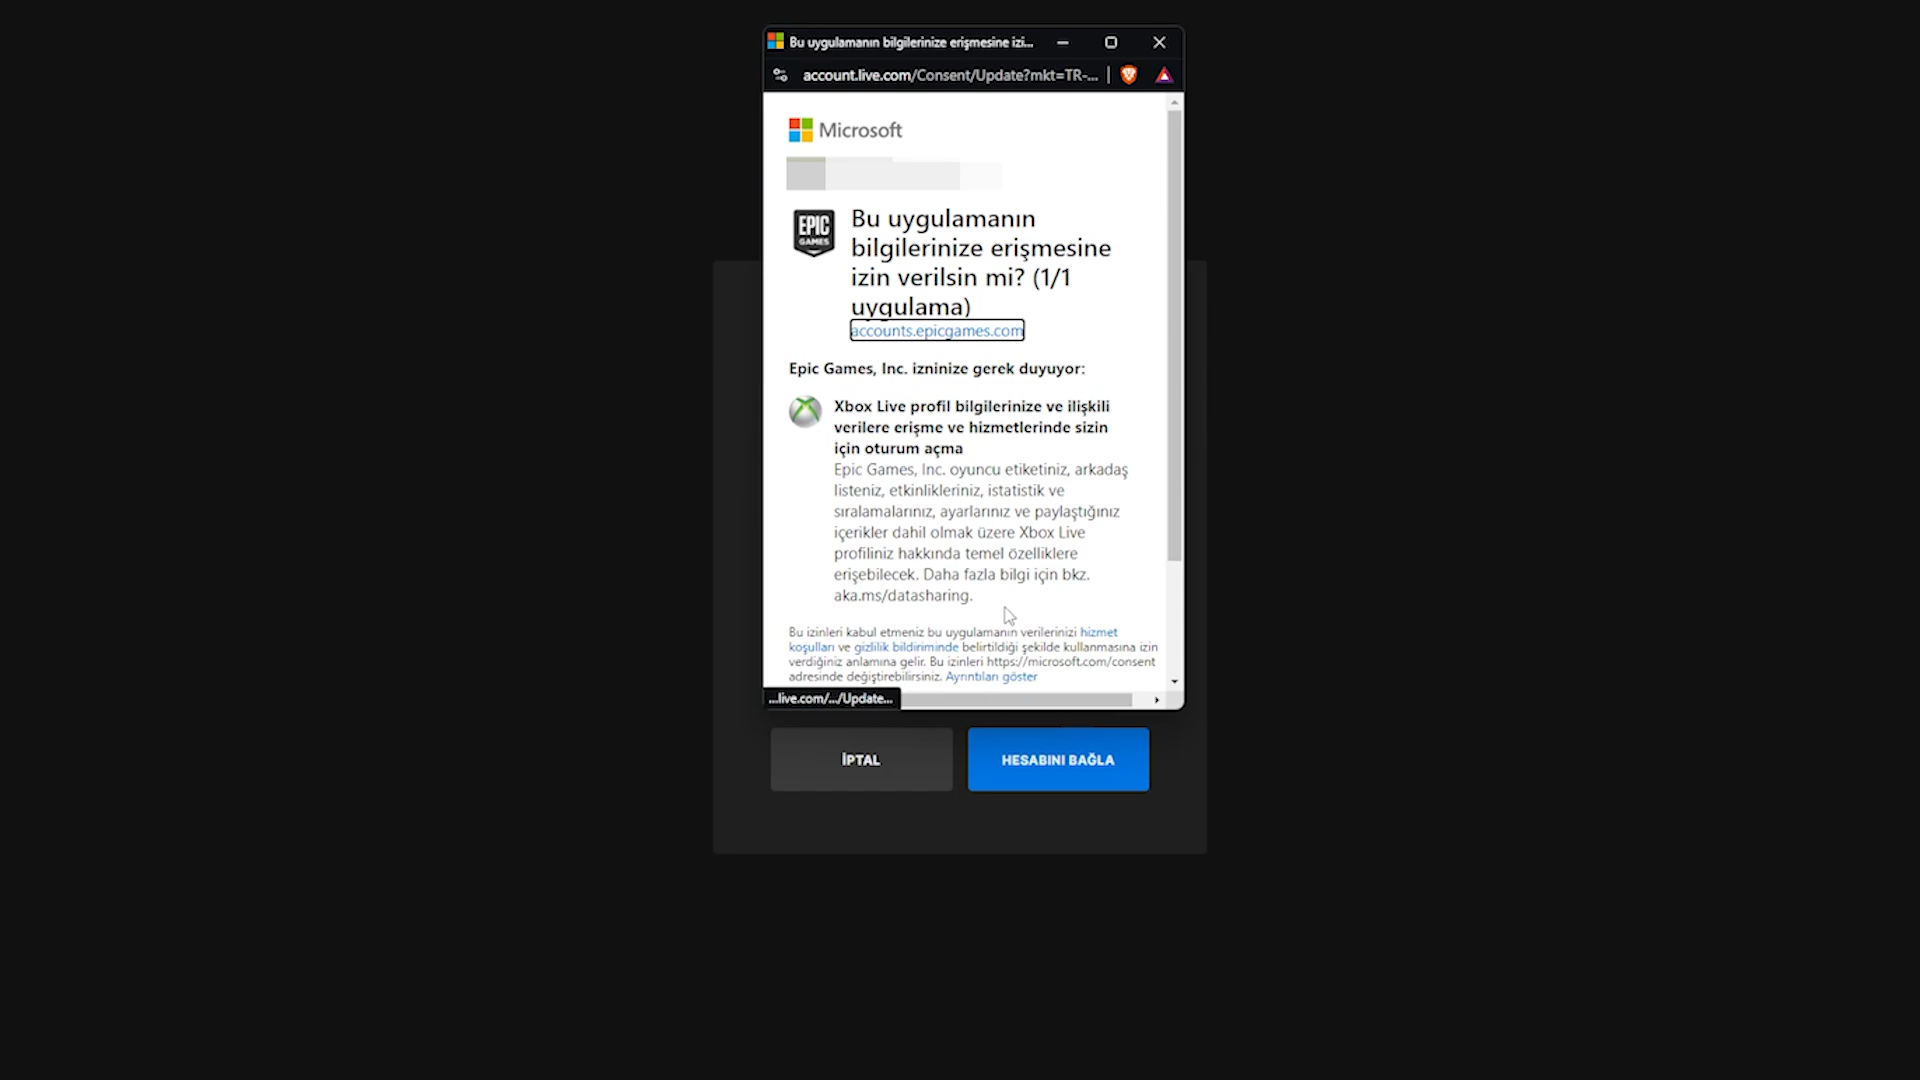 Bu uygulamanın bilgilerinize erişmesine izi...
account.live.com/Consent/Update?mkt=TR-...
Microsoft
EPIC
GAMES
Bu uygulamanın
bilgilerinize erişmesine
izin verilsin mi? (1/1
uygulama)
accounts.epicgames.com
Epic Games, Inc. izninize gerek duyuyor:
Xbox Live profil bilgilerinize ve ilişkili
verilere erişme ve hizmetlerinde sizin
için oturum açma
Epic Games, Inc. oyuncu etiketiniz, arkadaş
listeniz, etkinlikleriniz, istatistik ve
sıralamalarınız, ayarlarınız ve paylaştığınız
içerikler dahil olmak üzere Xbox Live
profiliniz hakkında temel özelliklere
erişebilecek. Daha fazla bilgi için bkz.
aka.ms/datasharing.
Bu izinleri kabul etmeniz bu uygulamanın verilerinizi hizmet
koşulları ve gizlilik bildiriminde belirtildiği şekilde kullanmasına izin
verdiğiniz anlamına gelir. Bu izinleri https://microsoft.com/consent
adresinde değiştirebilirsiniz. Ayrıntıları göster
...live.com/.../Update...
İPTAL
HESABINI BAĞLA